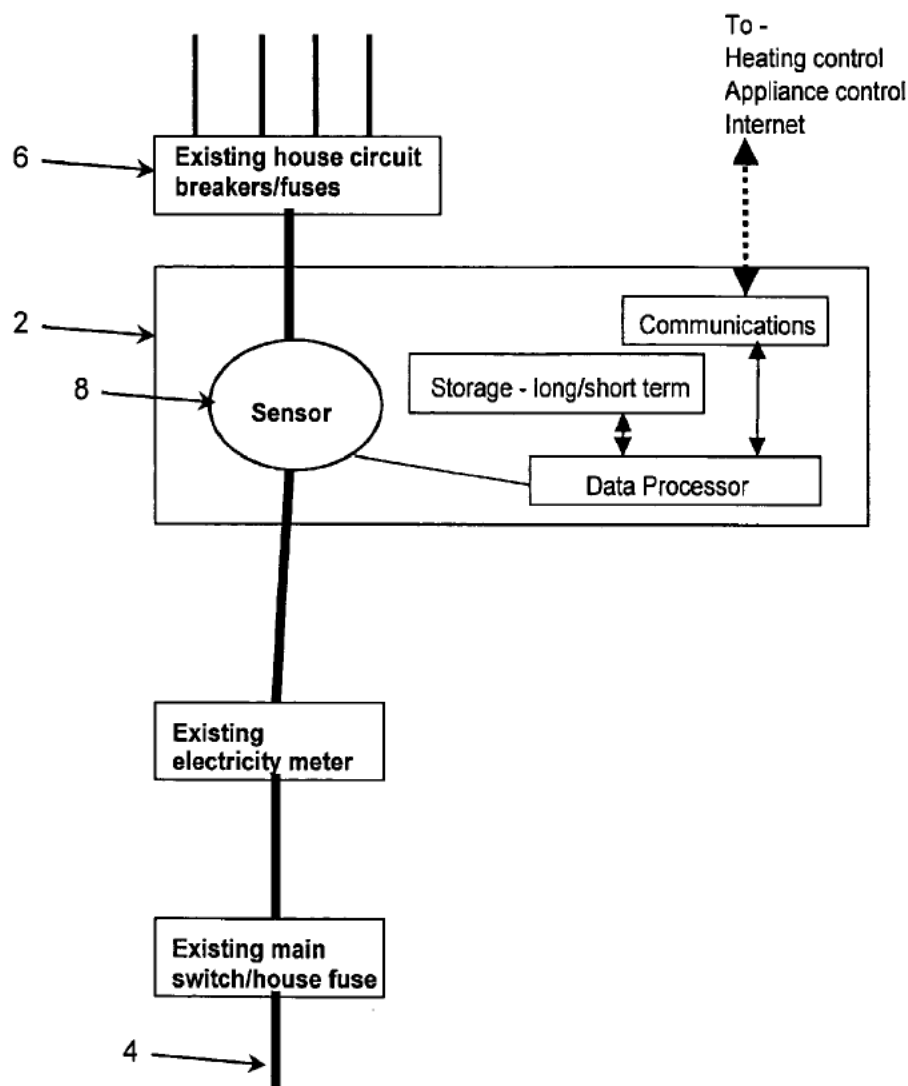 To -
Heating control
Appliance control
Internet
6
Existing house circuit
breakers/fuses
2
Communications
8
Storage - long/short term
Sensor
Data Processor
Existing
electricity meter
Existing main
switch/house fuse
4